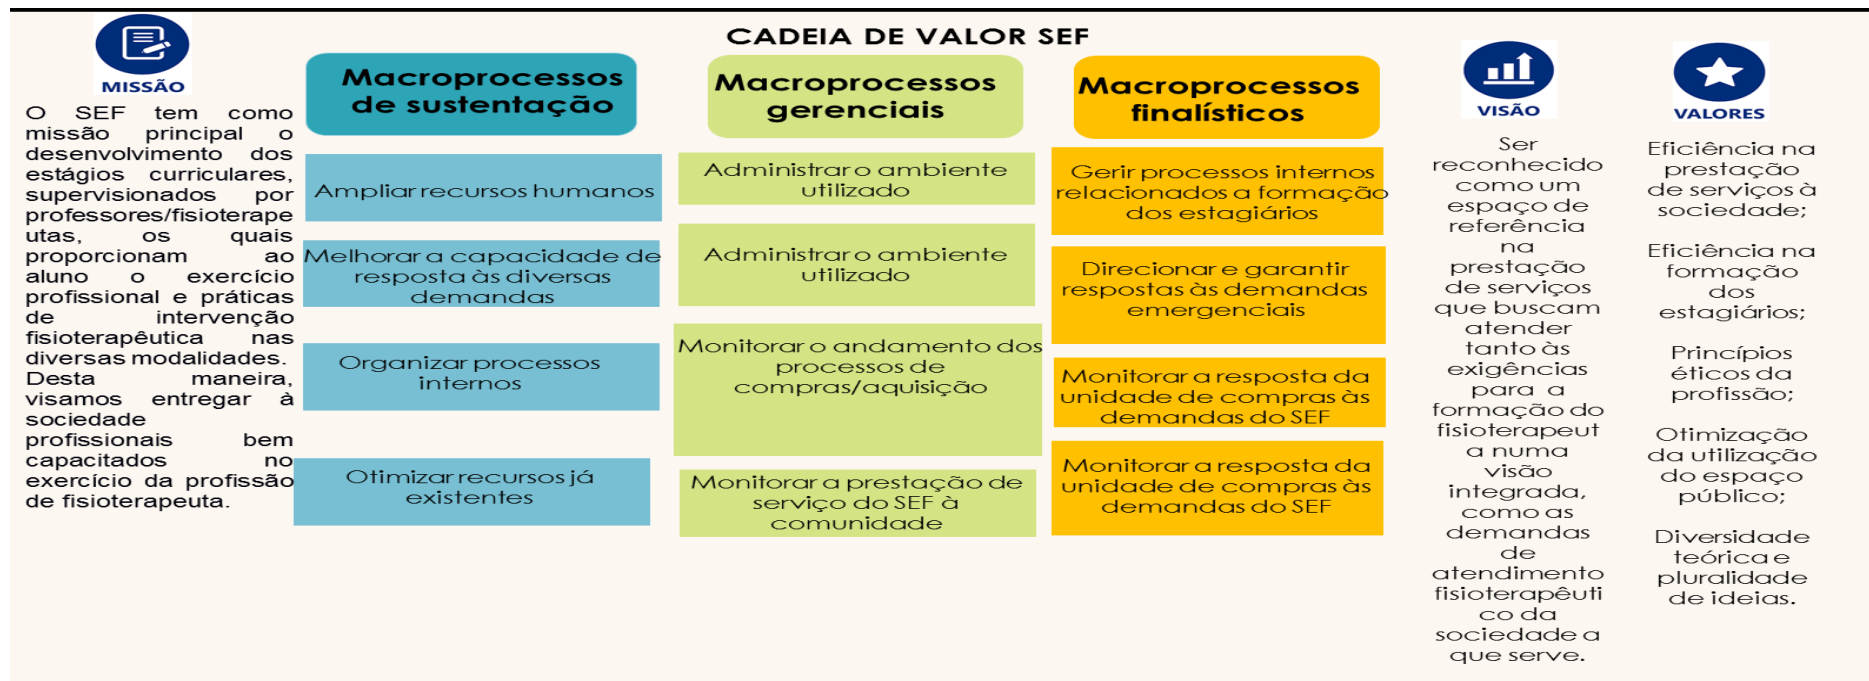 CADEIA DE VALOR SEF
MISSÃO
O SEF tem como
missão principal o
desenvolvimento dos
estágios curriculares,
supervisionados por
professores/fisioterape
utas, os quais
proporcionam ao
aluno o exercício
profissional e práticas
de intervenção
fisioterapêutica nas
diversas modalidades.
Desta maneira,
visamos entregar à
sociedade
profissionais bem
capacitados no
exercício da profissão
de fisioterapeuta.
Macroprocessos
de sustentação
Ampliar recursos humanos
Melhorar a capacidade de
resposta às diversas
demandas
Organizar processos
internos
Otimizar recursos já
existentes
Macroprocessos
gerenciais
Administrar o ambiente
utilizado
Administrar o ambiente
utilizado
Monitorar o andamento dos
processos de
compras/aquisição
Monitorar a prestação de
serviço do SEF à
comunidade
Macroprocessos
finalísticos
Gerir processos internos
relacionados a formação
dos estagiários
Direcionar e garantir
respostas às demandas
emergenciais
Monitorar a resposta da
unidade de compras às
demandas do SEF
Monitorar a resposta da
unidade de compras às
demandas do SEF
VISÃO
Ser
reconhecido
como um
espaço de
referência
na
prestação
de serviços
que buscam
atender
tanto às
exigências
para a
formação do
fisioterapeut
a numa
visão
integrada,
como as
demandas
de
atendimento
fisioterapêuti
co da
sociedade a
que serve.
VALORES
Eficiência na
prestação
de serviços à
sociedade;
Eficiência na
formação
dos
estagiários;
Princípios
éticos da
profissão;
Otimização
da utilização
do espaço
público;
Diversidade
teórica e
pluralidade
de ideias.